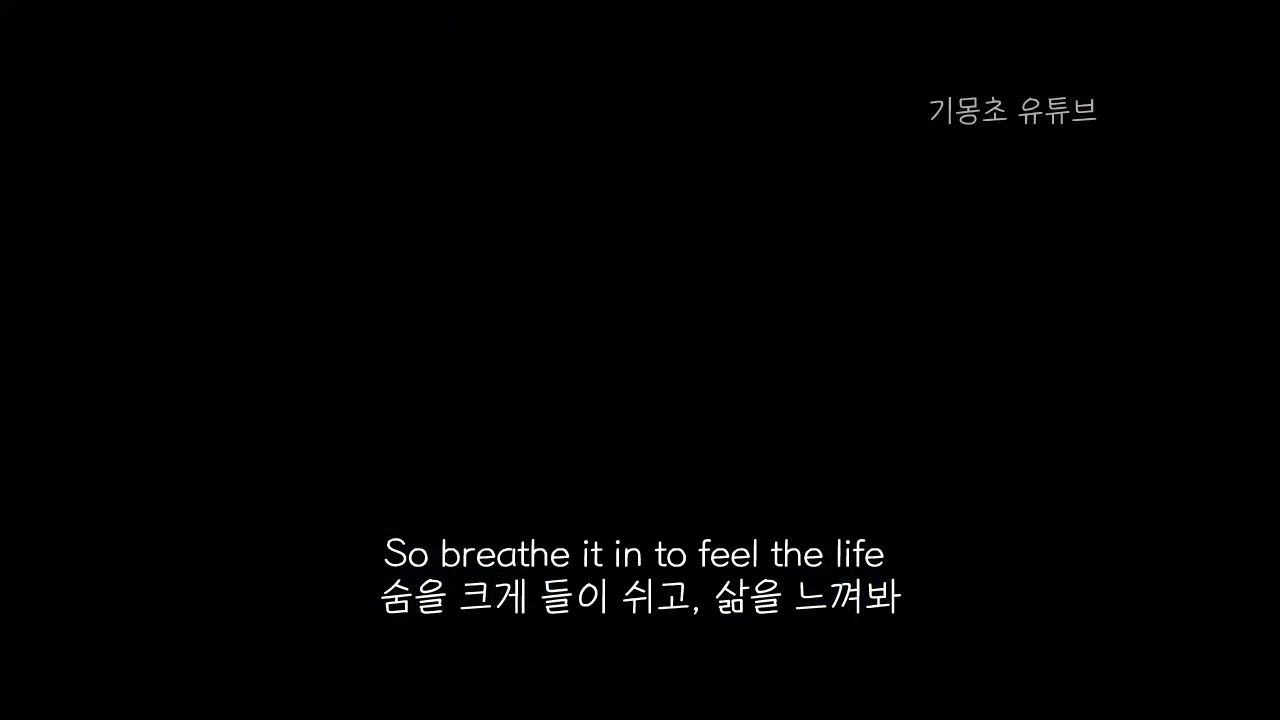 기몽초 유튜브
So breathe it in to feel the life
숨을 크게 들이 쉬고, 삶을 느껴봐